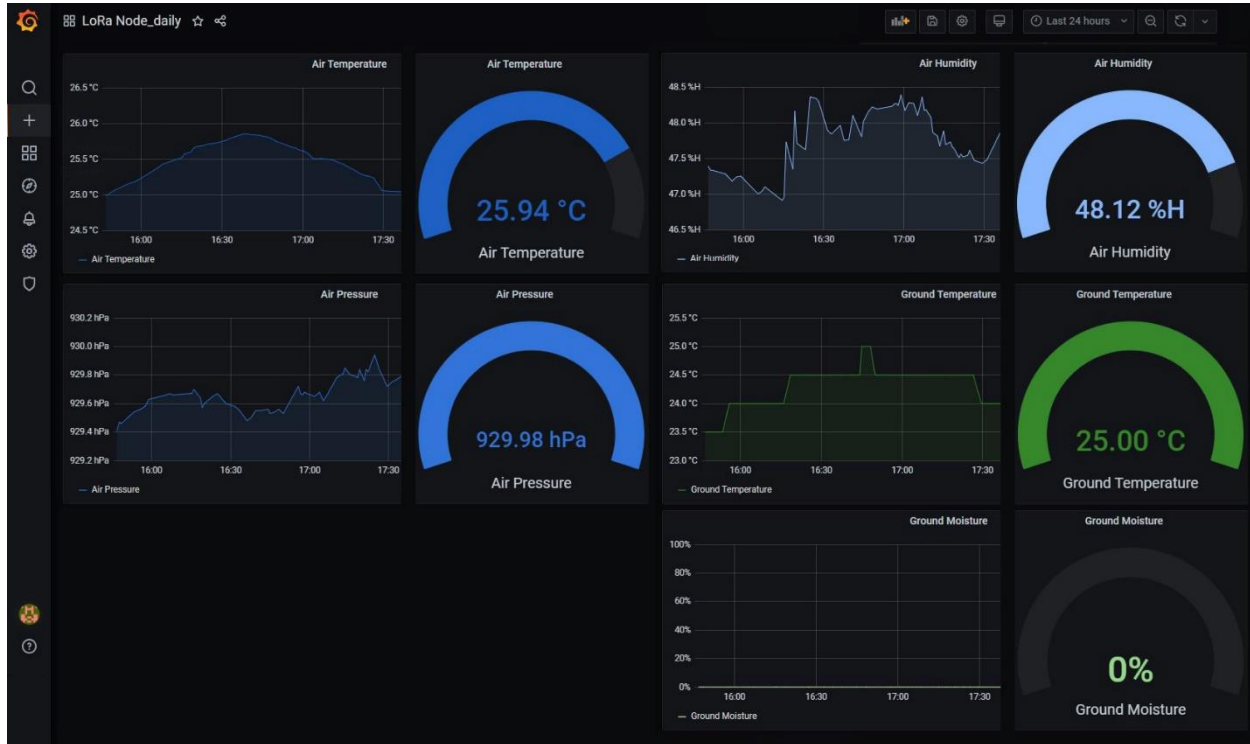 LoRa Node_daily
Last 24 hours
Air Temperature
26.5 °C
26.0 °C
25.5 °C
25.0 °C
24.5 °C
16:00 16:30 17:00 17:30
Air Temperature
Air Temperature
25.94 °C
Air Temperature
Air Humidity
48.5 %H
48.0 %H
47.5 %H
47.0 %H
46.5 %H
16:00 16:30 17:00 17:30
Air Humidity
Air Humidity
48.12 %H
Air Humidity
Air Pressure
930.2 hPa
930.0 hPa
929.8 hPa
929.6 hPa
929.4 hPa
929.2 hPa
16:00 16:30 17:00 17:30
Air Pressure
Air Pressure
929.98 hPa
Air Pressure
Ground Temperature
25.5 °C
25.0 °C
24.5 °C
24.0 °C
23.5 °C
23.0 °C
16:00 16:30 17:00 17:30
Ground Temperature
Ground Temperature
25.00 °C
Ground Temperature
Ground Moisture
100%
80%
60%
40%
20%
0%
16:00 16:30 17:00 17:30
Ground Moisture
Ground Moisture
0%
Ground Moisture